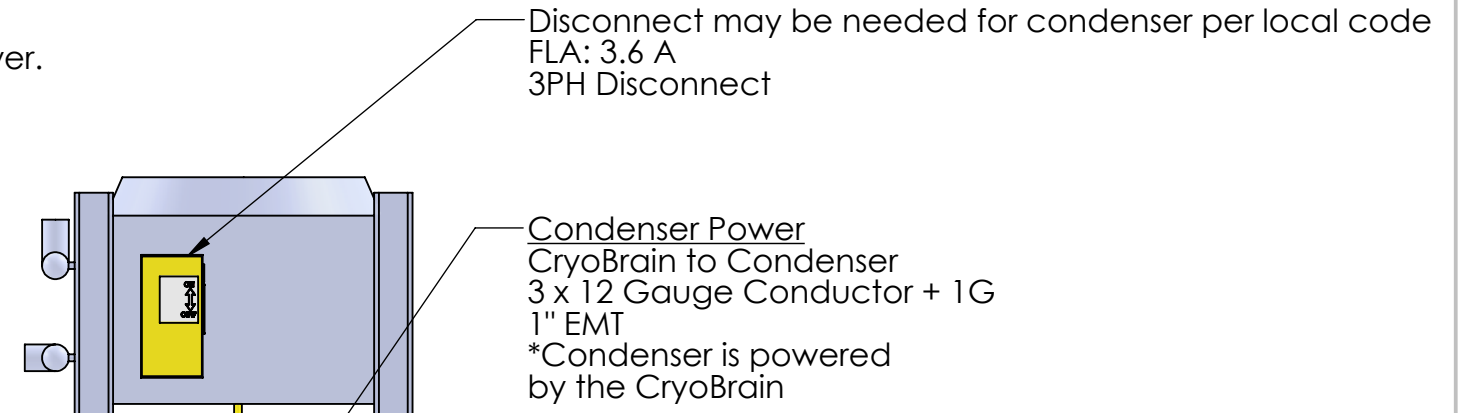 Disconnect may be needed for condenser per local code
FLA: 3.6 A
3PH Disconnect
Condenser Power
CryoBrain to Condenser
3 x 12 Gauge Conductor + 1G
1" EMT
*Condenser is powered
by the CryoBrain